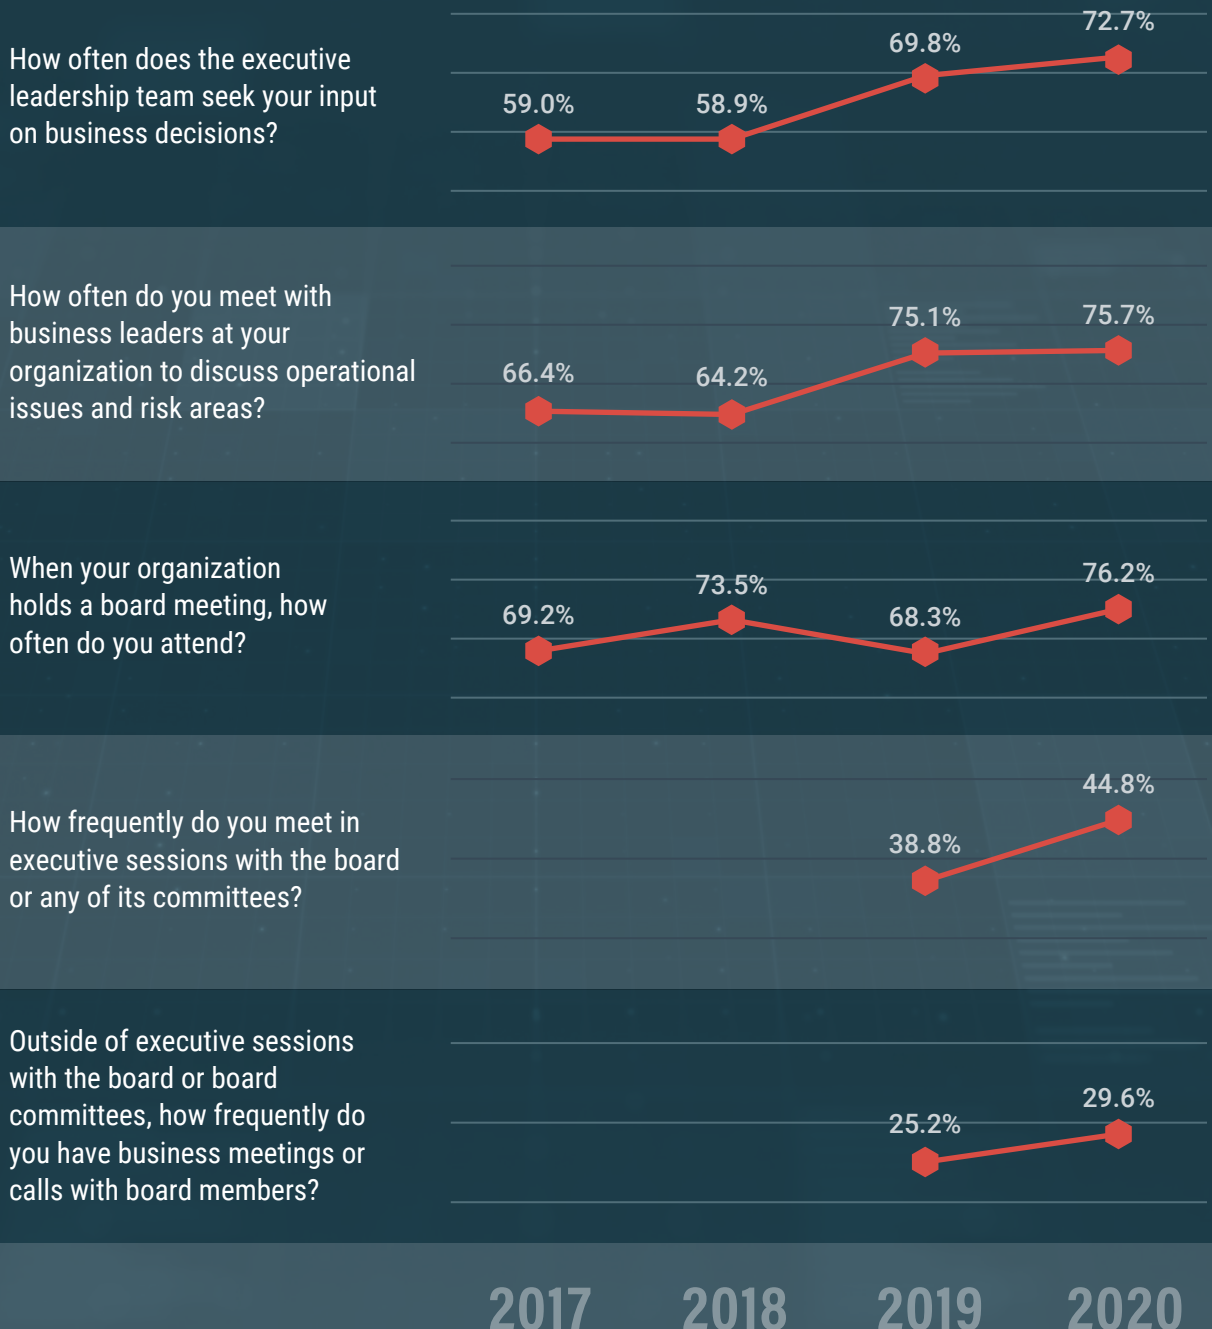 How often does the executive
leadership team seek your input
on business decisions?
59.0%
58.9%
69.8%
72.7%
How often do you meet with
business leaders at your
organization to discuss operational
issues and risk areas?
66.4%
64.2%
75.1%
75.7%
When your organization
holds a board meeting, how
often do you attend?
69.2%
73.5%
68.3%
76.2%
How frequently do you meet in
executive sessions with the board
or any of its committees?
38.8%
44.8%
Outside of executive sessions
with the board or board
committees, how frequently do
you have business meetings or
calls with board members?
25.2%
29.6%
2017 2018 2019 2020